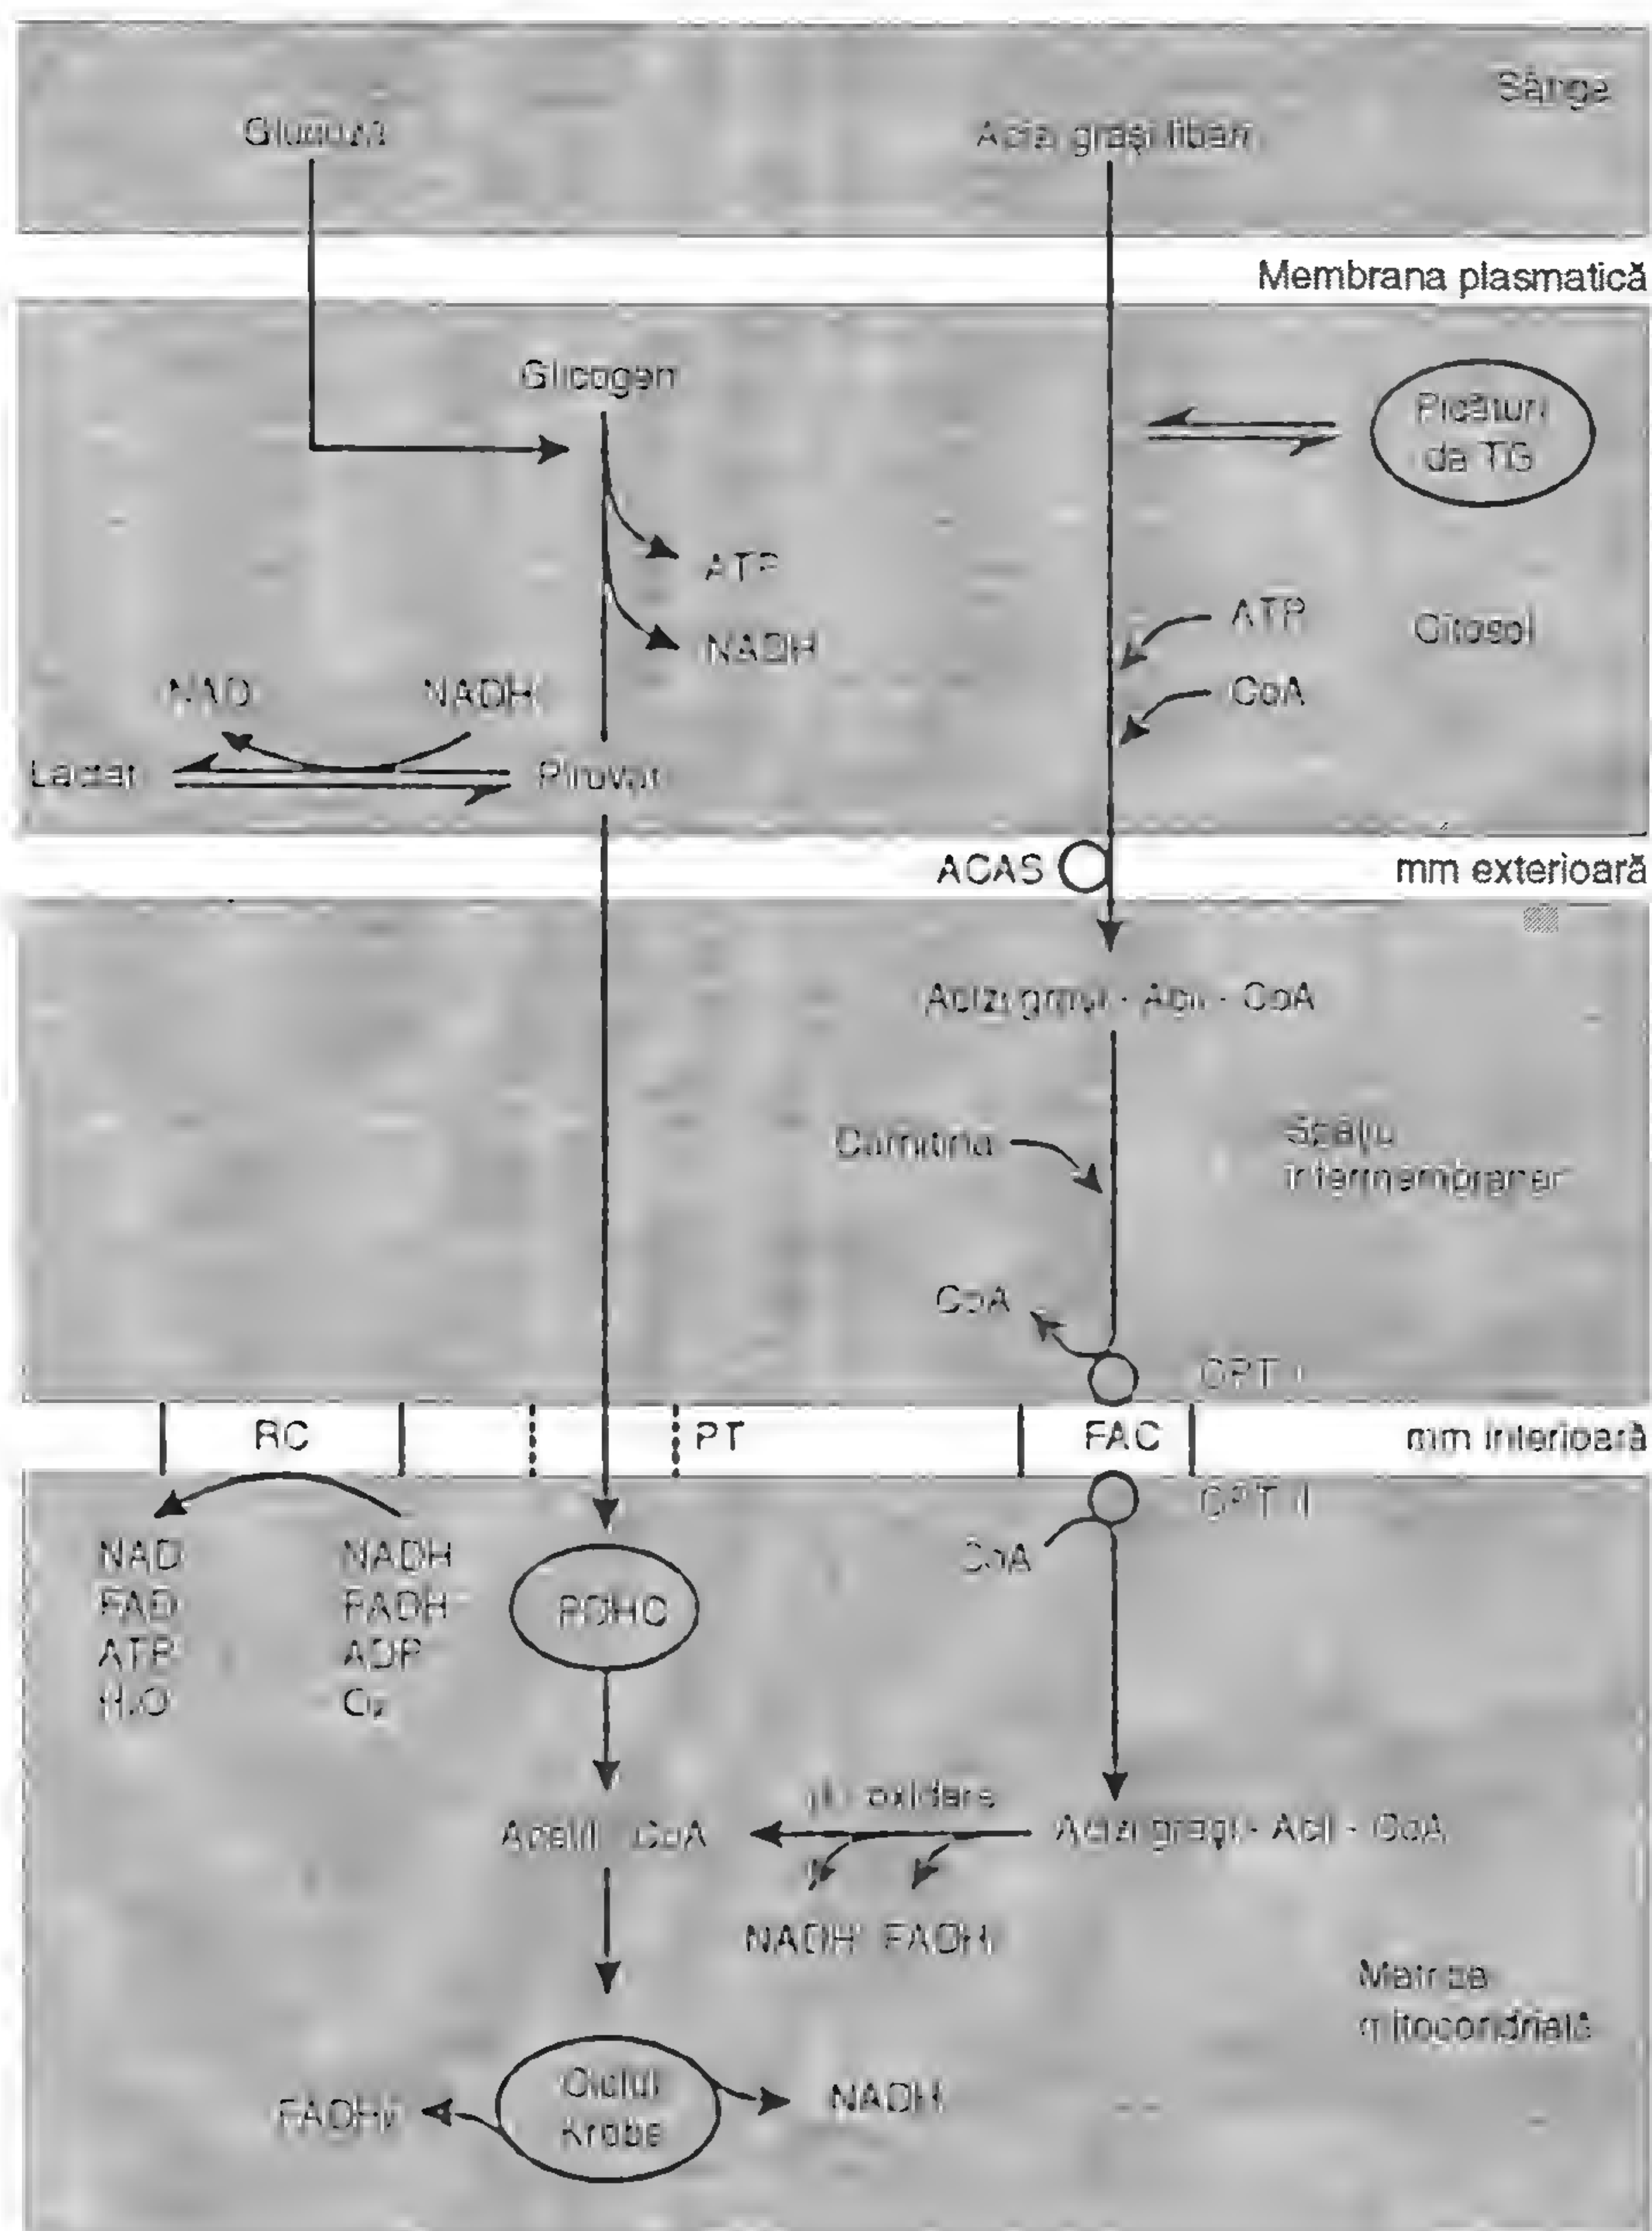 Sânge
Glucoză
Acizi grași liberi
Membrana plasmatică
Glicogen
Picături
de TG
ATP
NADH
ATP
Citosol
CoA
NAD
NADH
Lactat
Piruvat
ACAS
mm exterioară
Acizi grași - Acil - CoA
Carnitina
Spațiu
intermembranar
CoA
CPT I
RC
PT
FAC
mm interioară
CPT II
CoA
NAD
NADH
FAD
FADH
ATP
ADP
H₂O
O₂
PDHC
oxidare
Acetil CoA
Acizi grași - Acil - CoA
NADH FADH₂
Matrice
mitocondrială
Ciclul
Krebs
FADH₂
NADH